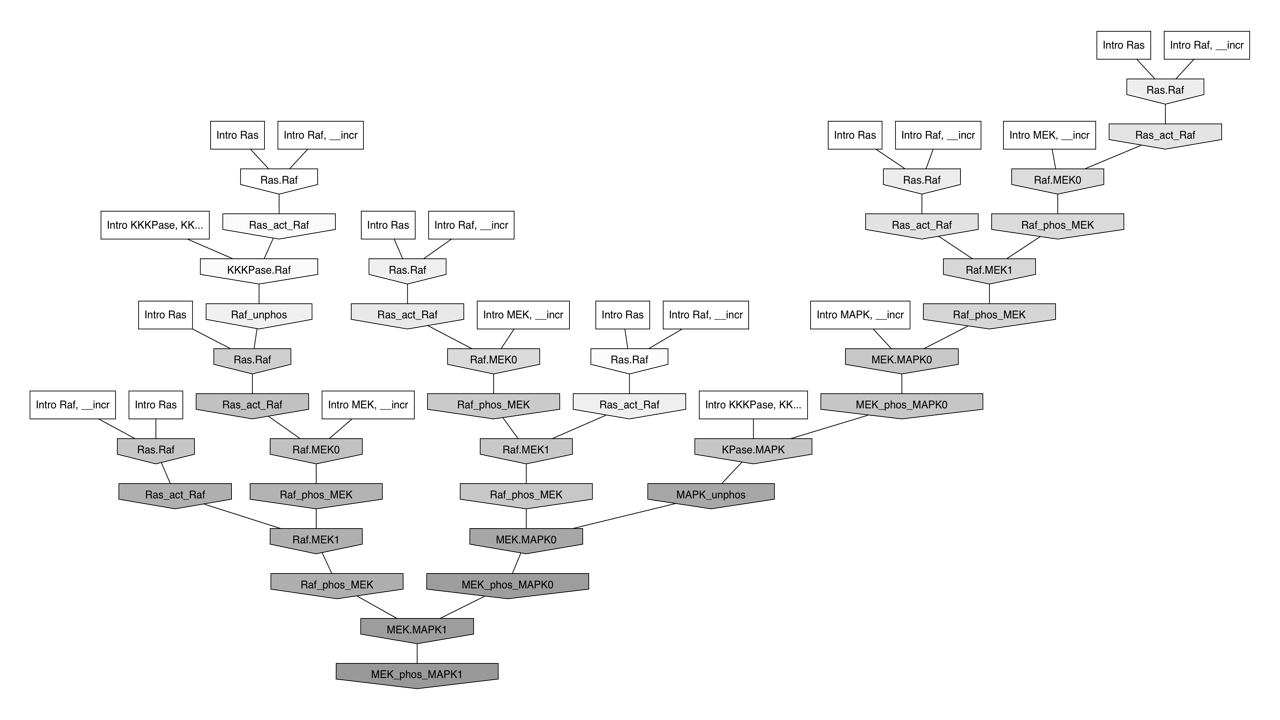 Intro Ras
Intro Raf, __incr
Ras.Raf
Intro Ras
Intro Raf, __incr
Intro Ras
Intro Raf, __incr
Intro MEK, __incr
Ras_act_Raf
Ras.Raf
Ras.Raf
Raf.MEK0
Intro KKKPase, KK...
Ras_act_Raf
Intro Ras
Intro Raf, __incr
Ras_act_Raf
Raf_phos_MEK
KKKPase.Raf
Ras.Raf
Raf.MEK1
Intro Ras
Raf_unphos
Ras_act_Raf
Intro MEK, __incr
Intro Ras
Intro Raf, __incr
Intro MAPK, __incr
Raf_phos_MEK
Ras.Raf
Raf.MEK0
Ras.Raf
MEK.MAPK0
Intro Raf, __incr
Intro Ras
Ras_act_Raf
Intro MEK, __incr
Raf_phos_MEK
Ras_act_Raf
Intro KKKPase, KK...
MEK_phos_MAPK0
Ras.Raf
Raf.MEK0
Raf.MEK1
KPase.MAPK
Ras_act_Raf
Raf_phos_MEK
Raf_phos_MEK
MAPK_unphos
Raf.MEK1
MEK.MAPK0
Raf_phos_MEK
MEK_phos_MAPK0
MEK.MAPK1
MEK_phos_MAPK1